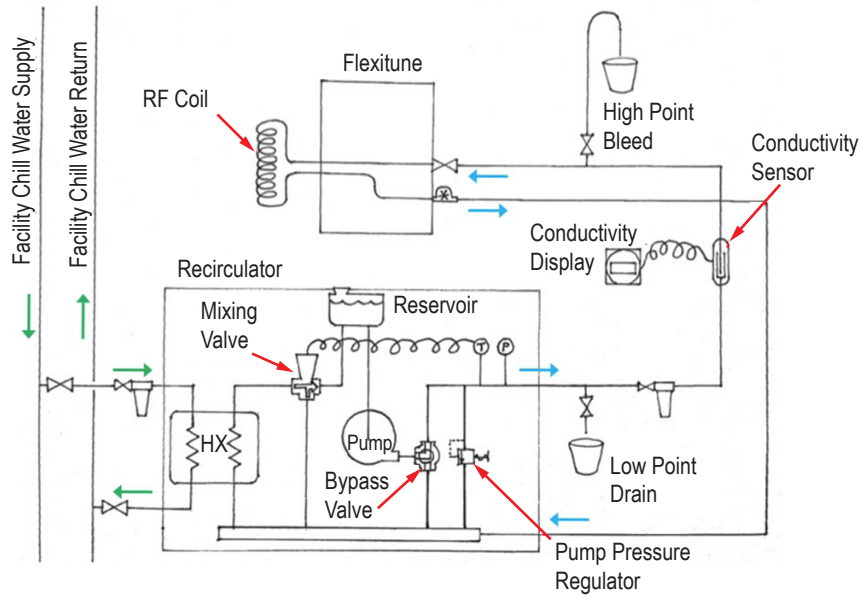 Facility Chill Water Supply
Facility Chill Water Return
RF Coil
Flexitune
High Point
Bleed
Conductivity
Sensor
Conductivity
Display
Recirculator
Mixing
Valve
Reservoir
T
P
HX
Pump
Bypass
Valve
Low Point
Drain
Pump Pressure
Regulator